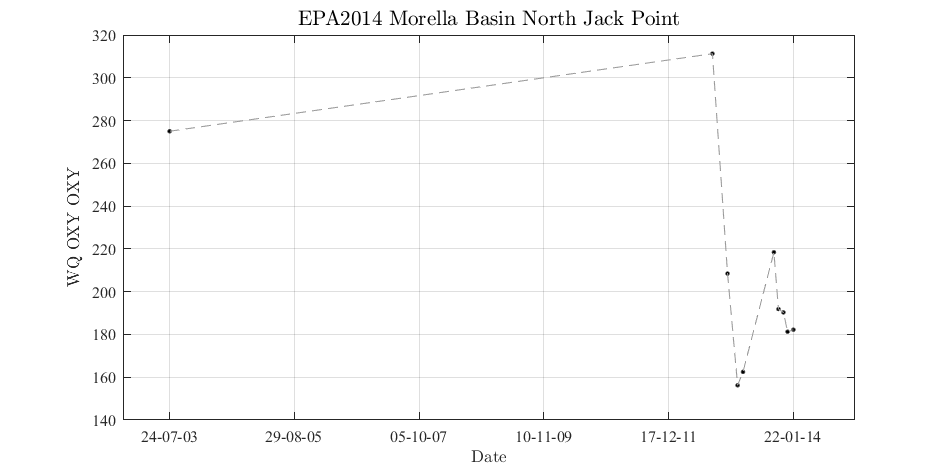 EPA2014 Morella Basin North Jack Point
320
300
280
260
240
220
200
180
160
140
WQ OXY OXY
24-07-03 29-08-05 05-10-07 10-11-09 17-12-11 22-01-14
Date